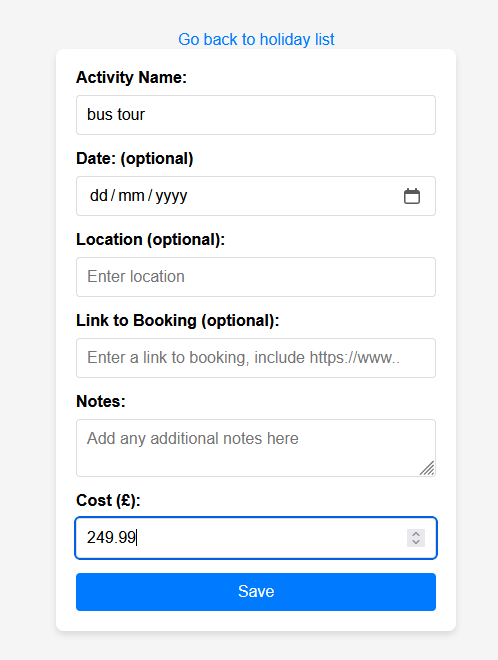 Go back to holiday list
Activity Name:
bus tour
Date: (optional)
dd/mm/yyyy
Location (optional):
Enter location
Link to Booking (optional):
Enter a link to booking, include https://www..
Notes:
Add any additional notes here
Cost (£):
249.99
Save